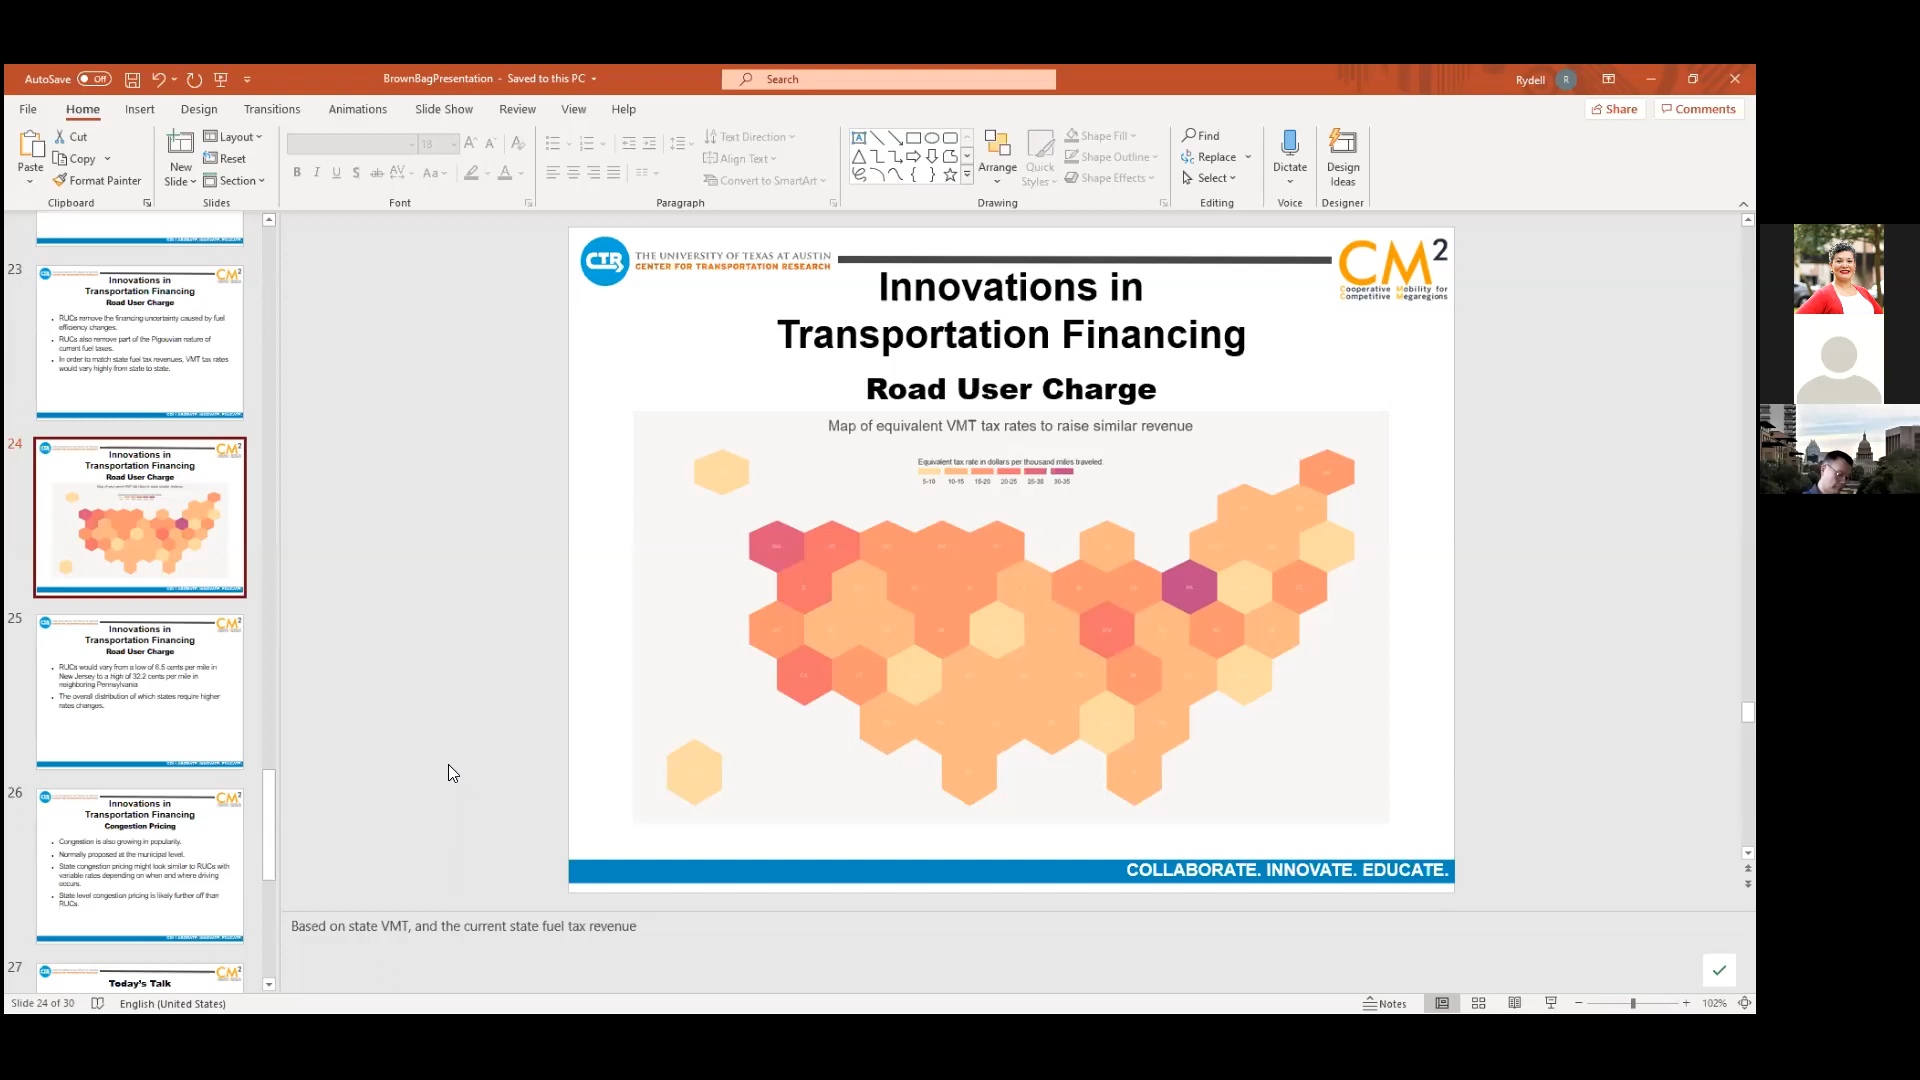 AutoSave Off
BrownBagPresentation - Saved to this PC
Search
Rydell R
File Home Insert Design Transitions Animations Slide Show Review View Help
Share Comments
Paste
Cut
Copy
Format Painter
Clipboard
New Slide
Layout
Reset
Section
Slides
18
B I U S ab AV Aa A
Font
Text Direction
Align Text
Convert to SmartArt
Paragraph
Arrange
Quick Styles
Shape Fill
Shape Outline
Shape Effects
Drawing
Find
Replace
Select
Editing
Dictate
Voice
Design Ideas
Designer
23
Innovations in
Transportation Financing
Road User Charge
CM2
RUCs remove the financing uncertainty caused by fuel
efficiency changes.
RUCs also remove part of the Pigouvian nature of
current fuel taxes.
In order to match state fuel tax revenues, VMT tax rates
would vary highly from state to state.
24
Innovations in
Transportation Financing
Road User Charge
CM2
25
Innovations in
Transportation Financing
Road User Charge
CM2
RUCs would vary from a low of 6.5 cents per mile in
New Jersey to a high of 32.2 cents per mile in
neighboring Pennsylvania
The overall distribution of which states require higher
rates changes.
26
Innovations in
Transportation Financing
Congestion Pricing
CM2
Congestion is also growing in popularity.
Normally proposed at the municipal level.
State congestion pricing might look similar to RUCs with
variable rates depending on when and where driving
occurs.
State level congestion pricing is likely further off than
RUCs.
27
Today's Talk
CM2
CTR
THE UNIVERSITY OF TEXAS AT AUSTIN
CENTER FOR TRANSPORTATION RESEARCH
CM2
Cooperative Mobility for
Competitive Megaregions
Innovations in
Transportation Financing
Road User Charge
Map of equivalent VMT tax rates to raise similar revenue
Equivalent tax rate in dollars per thousand miles traveled:
5-10 10-15 15-20 20-25 25-30 30-35
COLLABORATE. INNOVATE. EDUCATE.
Based on state VMT, and the current state fuel tax revenue
Slide 24 of 30 English (United States)
Notes
102%